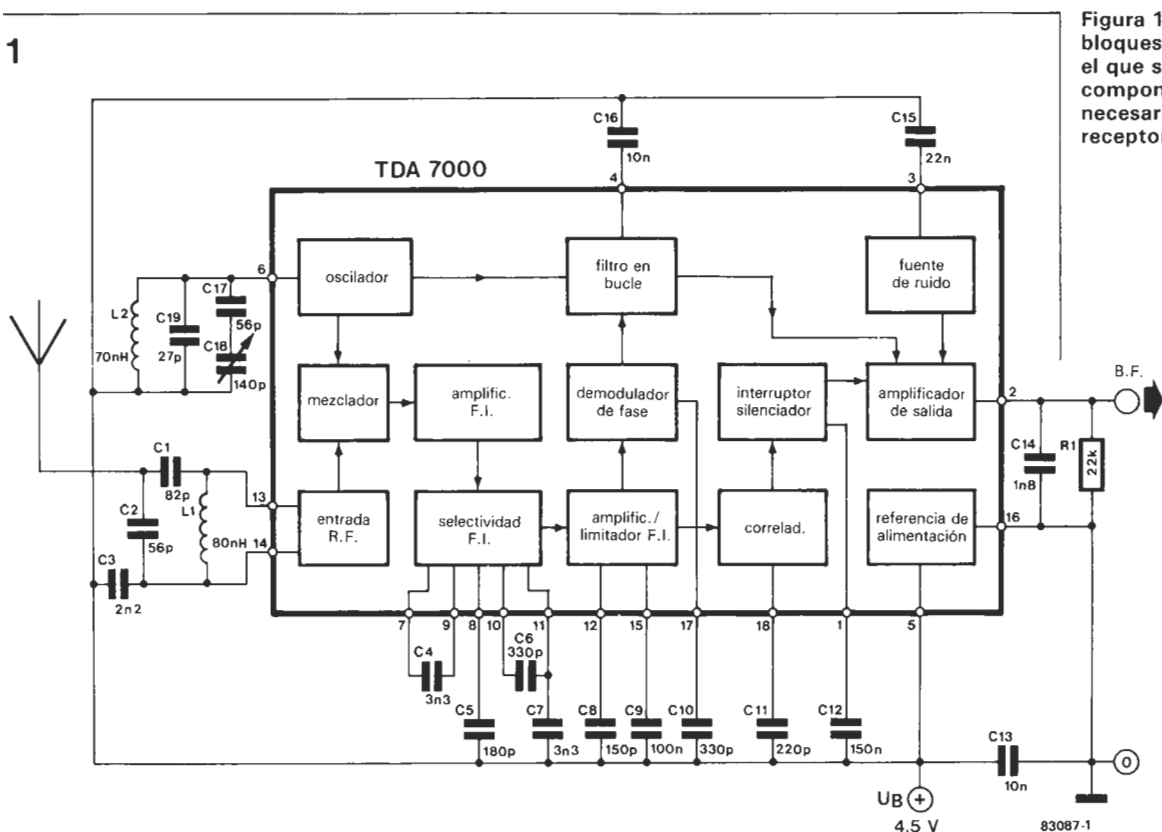 1
Figura 1
bloques
el que s
compon
necesar
recepto
TDA 7000
C16
10n
C15
22n
4
3
6
oscilador
filtro en
bucle
fuente
de ruido
L2
70nH
C19
27p
C17
56p
C18
140p
mezclador
amplific.
F.I.
demodulador
de fase
interruptor
silenciador
amplificador
de salida
2
B.F.
C14
1n8
R1
22k
C1
82p
C2
56p
L1
80nH
C3
2n2
13
14
entrada
R.F.
selectividad
F.I.
amplific./
limitador F.I.
correlad.
referencia de
alimentación
16
7
9
8
10
11
12
15
17
18
1
5
C4
3n3
C6
330p
C5
180p
C7
3n3
C8
150p
C9
100n
C10
330p
C11
220p
C12
150n
C13
10n
0
UB +
4,5 V
83087-1